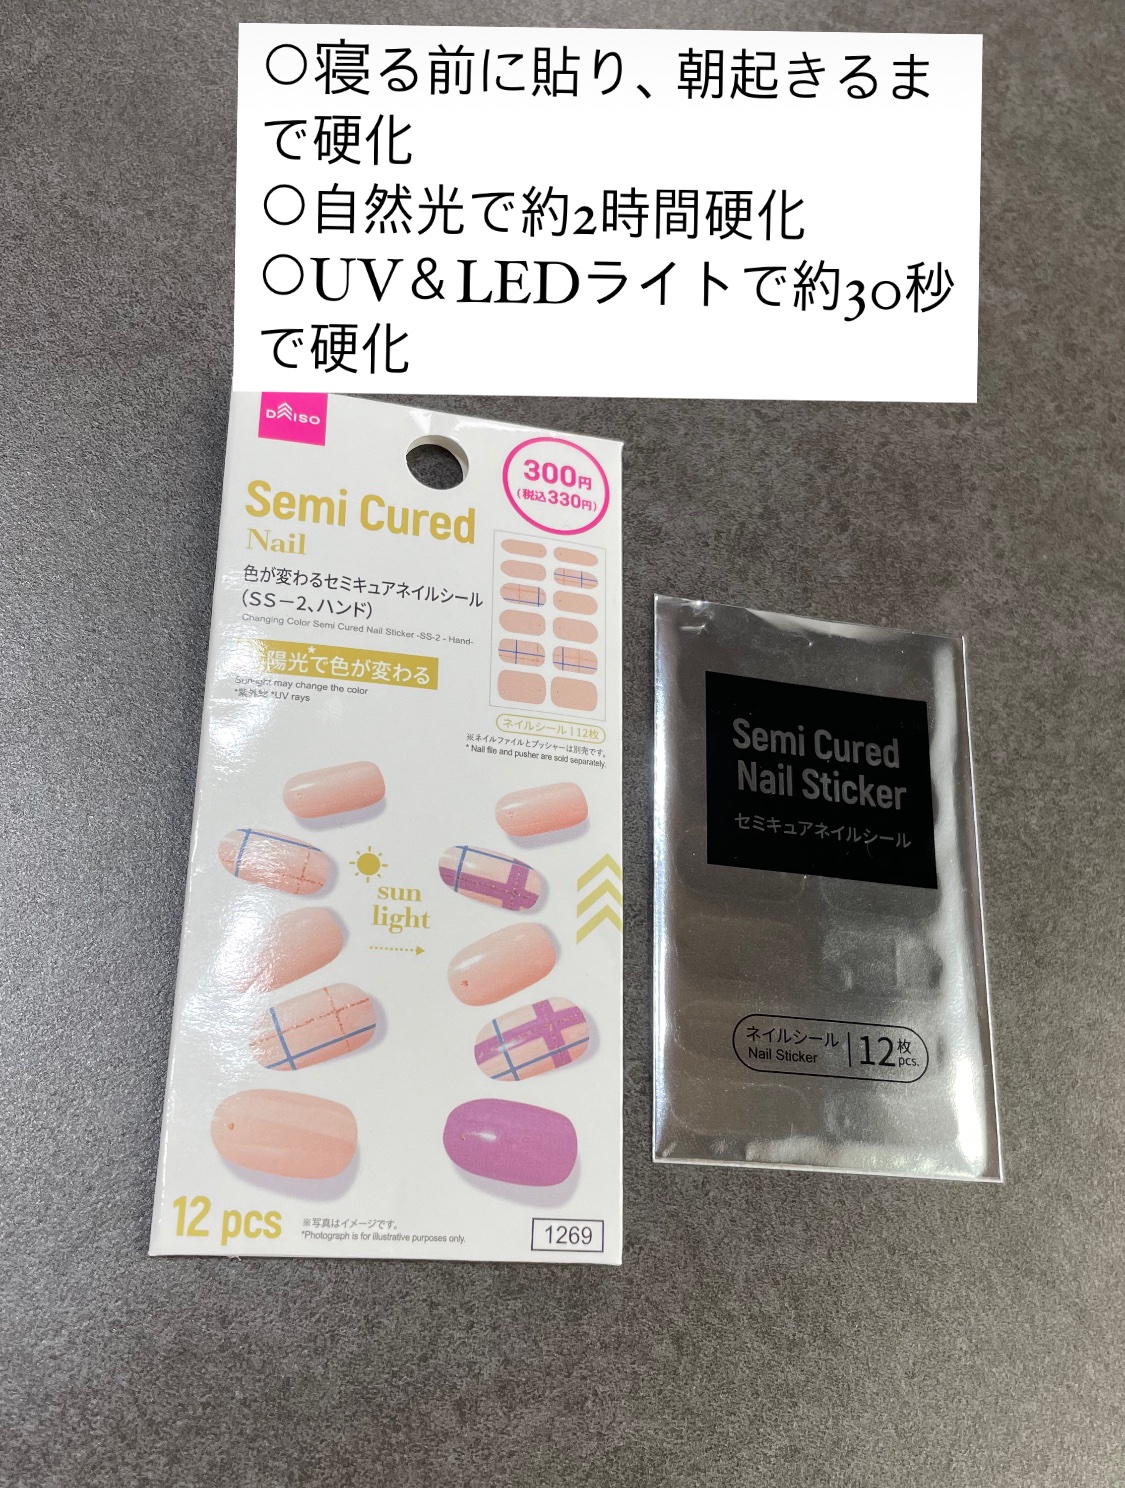 ○寝る前に貼り、朝起きるま
で硬化
○自然光で約2時間硬化
○UV＆LEDライトで約30秒
で硬化
DAISO
300円
(税込330円)
Semi Cured
Nail
色が変わるセミキュアネイルシール
(SS－2、ハンド)
Changing Color Semi Cured Nail Sticker -SS-2 - Hand-
陽光で色が変わる
Sunlight may change the color
*紫外線 *UV rays
ネイルシール | 12枚
※ネイルファイルとプッシャーは別売です。
* Nail file and pusher are sold separately.
sun
light
12 pcs
※写真はイメージです。
*Photograph is for illustrative purposes only.
1269
Semi Cured
Nail Sticker
セミキュアネイルシール
ネイルシール
Nail Sticker
12枚
pcs.